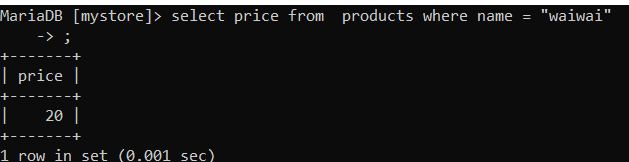 MariaDB [mystore]> select price from  products where name = "waiwai"
    -> ;
+-------+
| price |
+-------+
|    20 |
+-------+
1 row in set (0.001 sec)